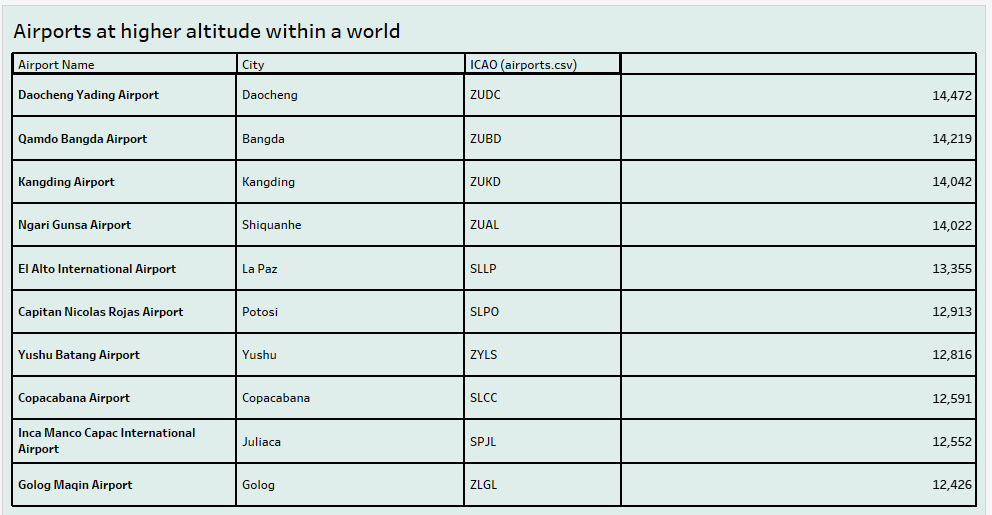 Airports at higher altitude within a world
Airport Name City ICAO (airports.csv)
Daocheng Yading Airport Daocheng ZUDC 14,472
Qamdo Bangda Airport Bangda ZUBD 14,219
Kangding Airport Kangding ZUKD 14,042
Ngari Gunsa Airport Shiquanhe ZUAL 14,022
El Alto International Airport La Paz SLLP 13,355
Capitan Nicolas Rojas Airport Potosi SLPO 12,913
Yushu Batang Airport Yushu ZYLS 12,816
Copacabana Airport Copacabana SLCC 12,591
Inca Manco Capac International
Airport Juliaca SPJL 12,552
Golog Maqin Airport Golog ZLGL 12,426